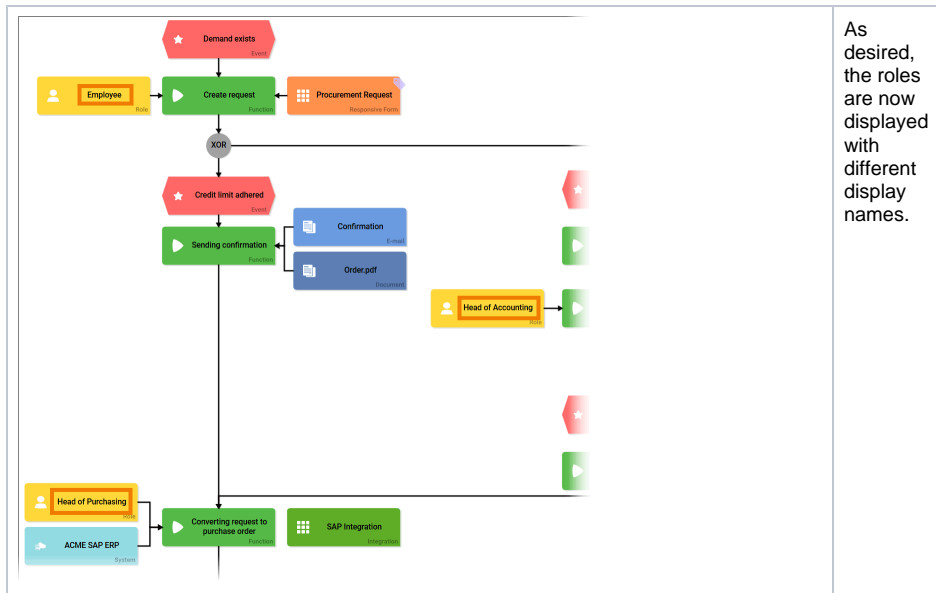 Demand exists
Event
Employee
Role
Create request
Function
Procurement Request
Responsive Form
XOR
Credit limit adhered
Event
Sending confirmation
Function
Confirmation
E-mail
Order.pdf
Document
Head of Accounting
Role
Head of Purchasing
Role
ACME SAP ERP
System
Converting request to
purchase order
Function
SAP Integration
Integration
As
desired,
the roles
are now
displayed
with
different
display
names.